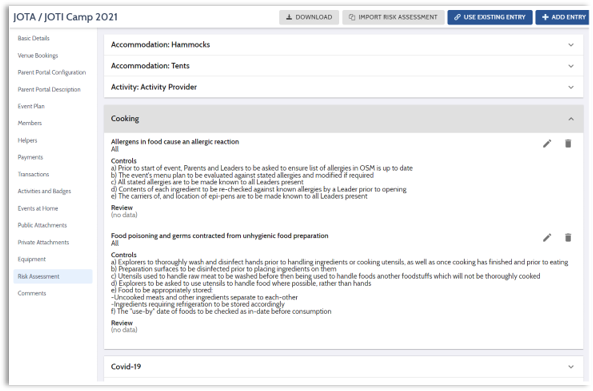 JOTA / JOTI Camp 2021
DOWNLOAD
IMPORT RISK ASSESSMENT
USE EXISTING ENTRY
ADD ENTRY
Basic Details
Venue Bookings
Parent Portal Configuration
Parent Portal Description
Event Plan
Members
Helpers
Payments
Transactions
Activities and Badges
Events at Home
Public Attachments
Private Attachments
Equipment
Risk Assessment
Comments
Accommodation: Hammocks
Accommodation: Tents
Activity: Activity Provider
Cooking
Allergens in food cause an allergic reaction
All
Controls
a) Prior to start of event, Parents and Leaders to be asked to ensure list of allergies in OSM is up to date
b) The event's menu plan to be evaluated against stated allergies and modified if required
c) All stated allergies are to be made known to all Leaders present
d) Contents of each ingredient to be re-checked against known allergies by a Leader prior to opening
e) The carriers of, and location of epi-pens are to be made known to all Leaders present
Review
(no data)
Food poisoning and germs contracted from unhygienic food preparation
All
Controls
a) Explorers to thoroughly wash and disinfect hands prior to handling ingredients or cooking utensils, as well as once cooking has finished and prior to eating
b) Preparation surfaces to be disinfected prior to placing ingredients on them
c) Utensils used to handle raw meat to be washed before then being used to handle foods another foodstuffs which will not be thoroughly cooked
d) Explorers to be asked to use utensils to handle food where possible, rather than hands
e) Food to be appropriately stored:
-Uncooked meats and other ingredients separate to each-other
-Ingredients requiring refrigeration to be stored accordingly
f) The "use-by" date of foods to be checked as in-date before consumption
Review
(no data)
Covid-19